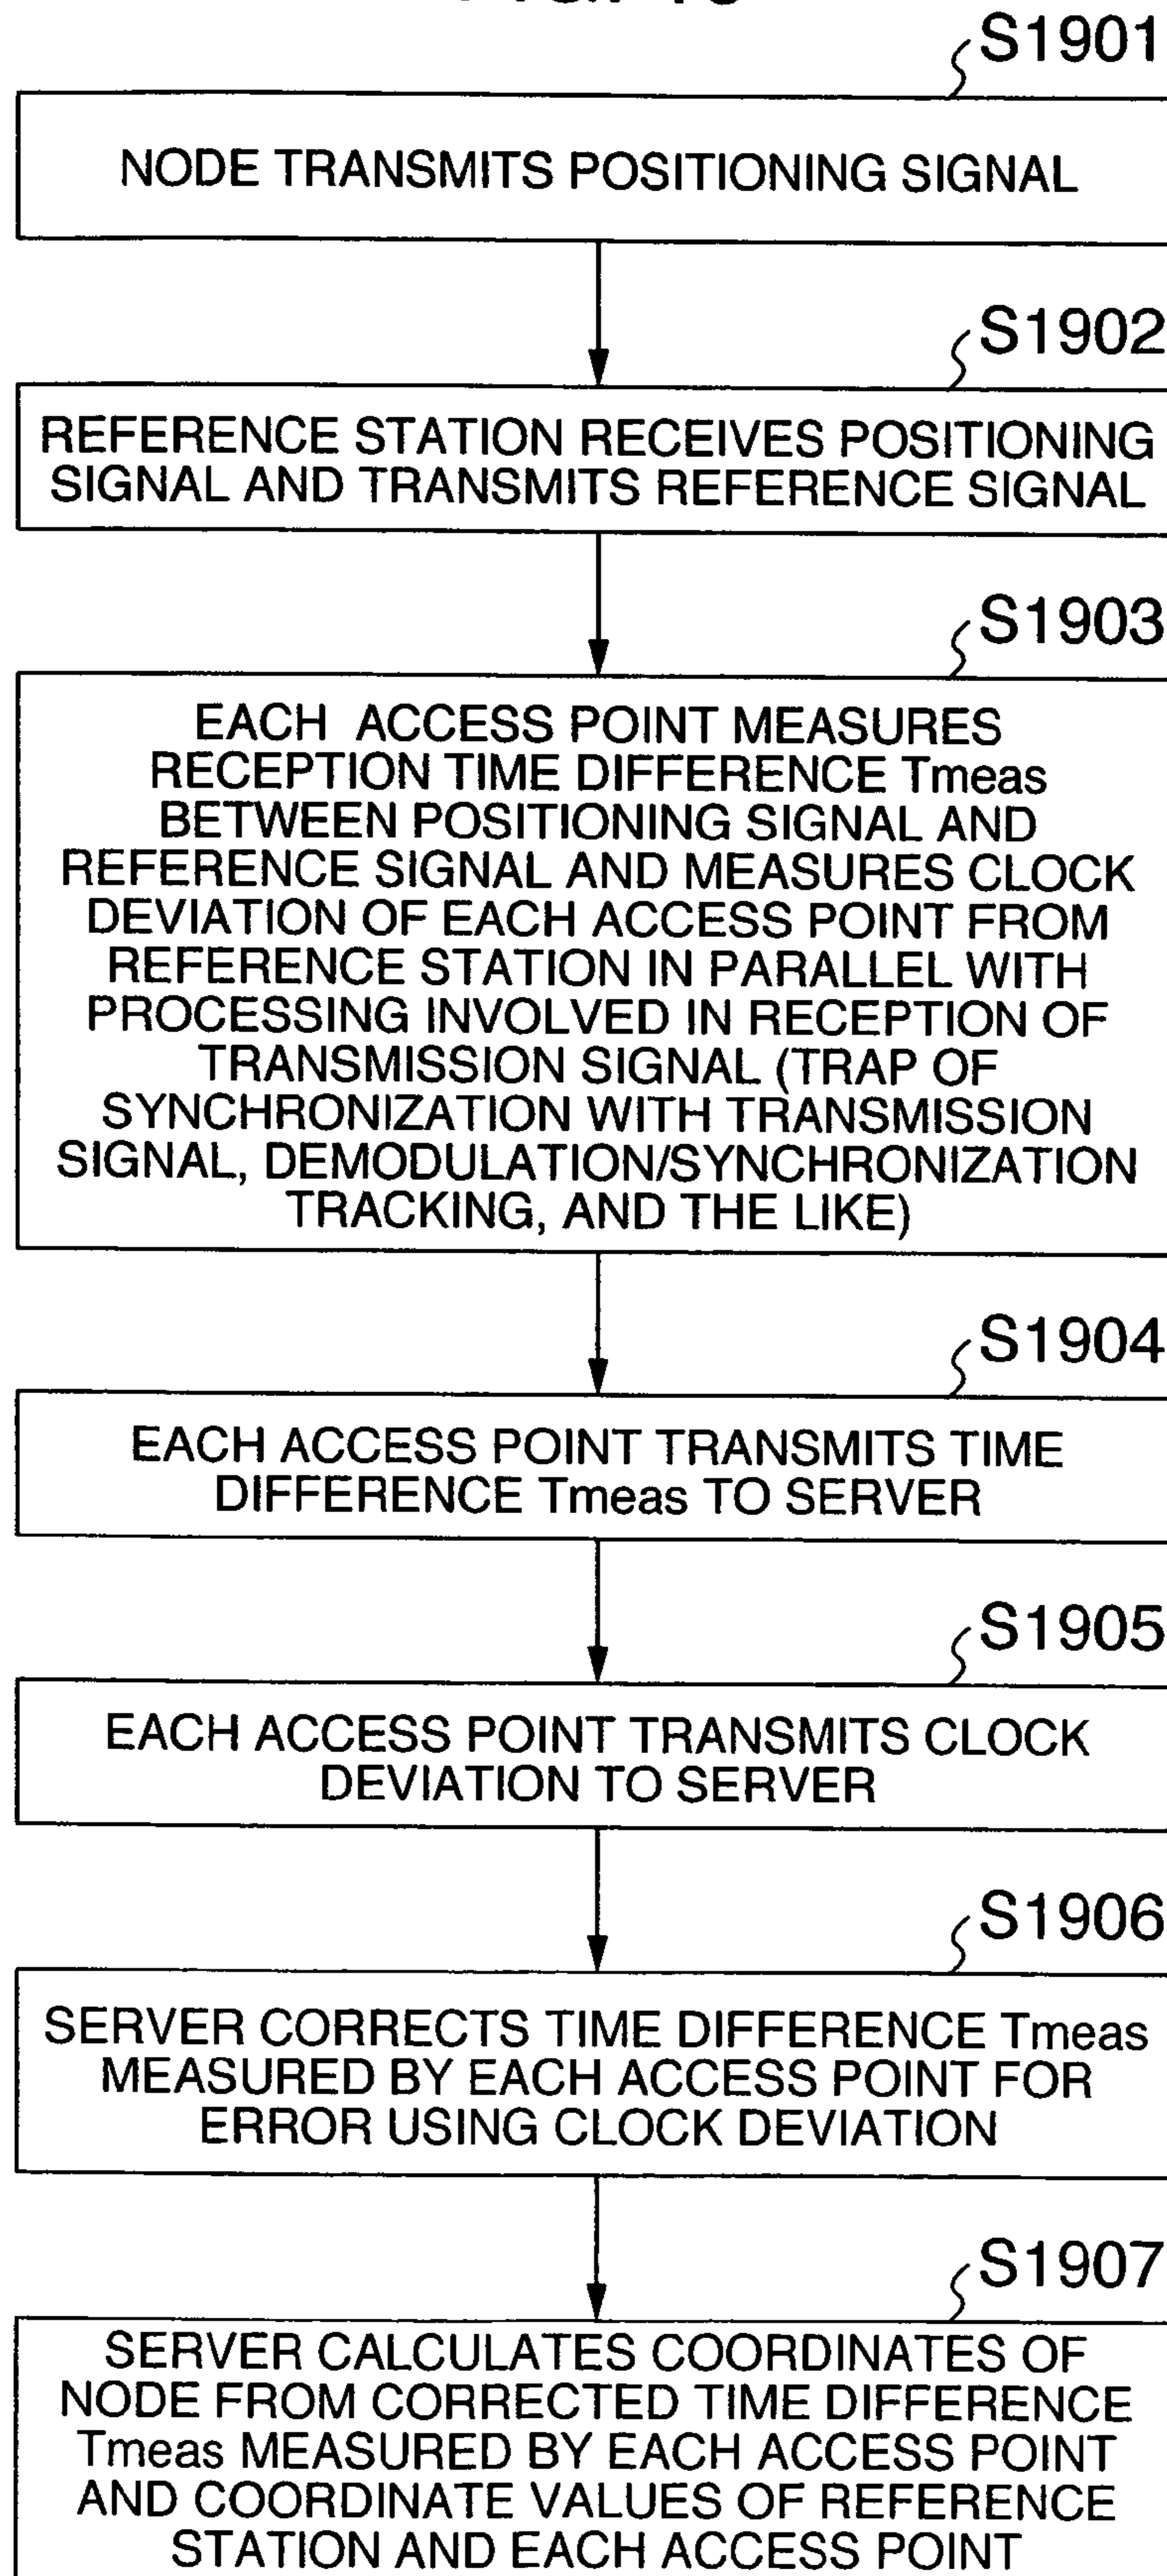 S1901
NODE TRANSMITS POSITIONING SIGNAL
S1902
REFERENCE STATION RECEIVES POSITIONING
SIGNAL AND TRANSMITS REFERENCE SIGNAL
S1903
EACH ACCESS POINT MEASURES
RECEPTION TIME DIFFERENCE Tmeas
BETWEEN POSITIONING SIGNAL AND
REFERENCE SIGNAL AND MEASURES CLOCK
DEVIATION OF EACH ACCESS POINT FROM
REFERENCE STATION IN PARALLEL WITH
PROCESSING INVOLVED IN RECEPTION OF
TRANSMISSION SIGNAL (TRAP OF
SYNCHRONIZATION WITH TRANSMISSION
SIGNAL, DEMODULATION/SYNCHRONIZATION
TRACKING, AND THE LIKE)
S1904
EACH ACCESS POINT TRANSMITS TIME
DIFFERENCE Tmeas TO SERVER
S1905
EACH ACCESS POINT TRANSMITS CLOCK
DEVIATION TO SERVER
S1906
SERVER CORRECTS TIME DIFFERENCE Tmeas
MEASURED BY EACH ACCESS POINT FOR
ERROR USING CLOCK DEVIATION
S1907
SERVER CALCULATES COORDINATES OF
NODE FROM CORRECTED TIME DIFFERENCE
Tmeas MEASURED BY EACH ACCESS POINT
AND COORDINATE VALUES OF REFERENCE
STATION AND EACH ACCESS POINT